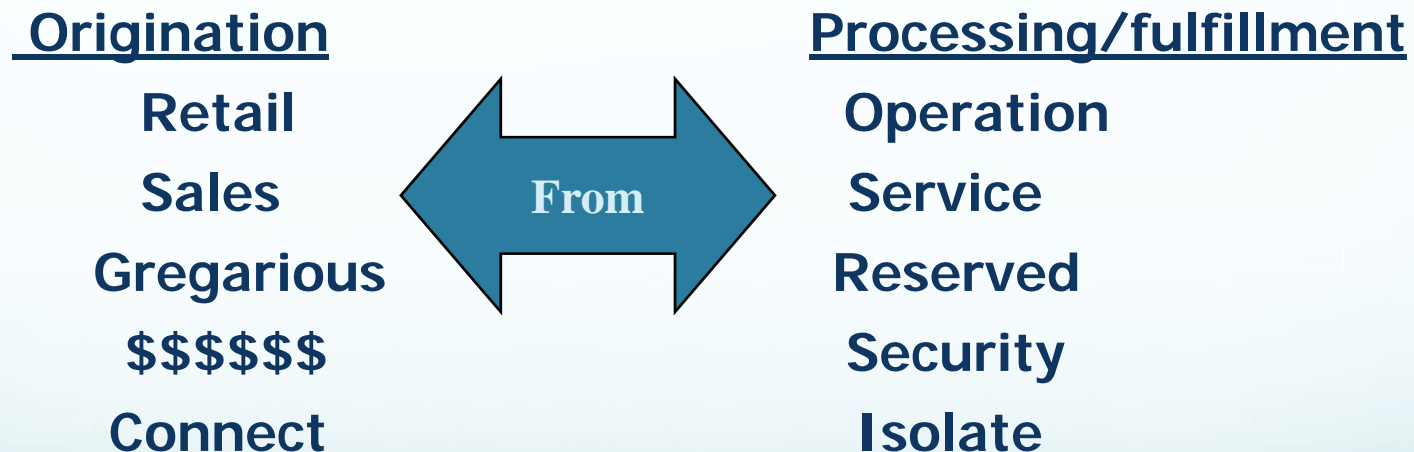 Origination Processing/fulfillment
Retail Operation
Sales From Service
Gregarious Reserved
$$$$$$ Security
Connect Isolate